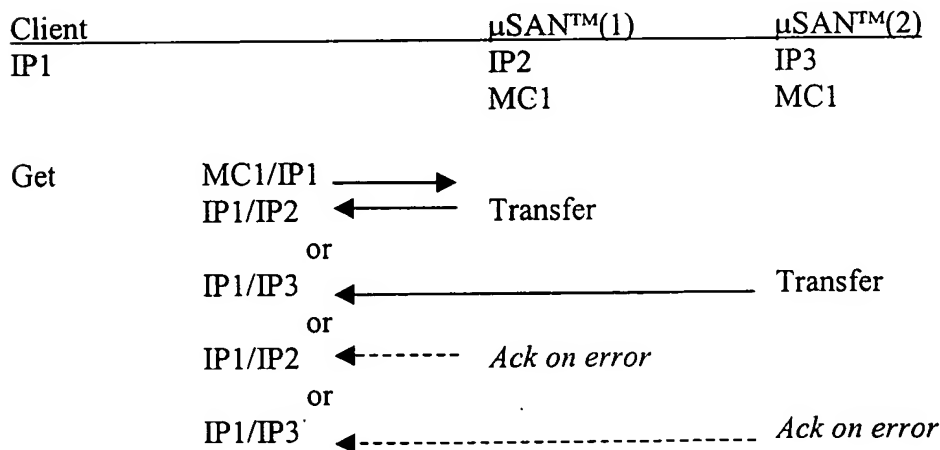 Client µSAN™(1) µSAN™(2)
IP1 IP2 IP3
MC1 MC1
Get MC1/IP1
IP1/IP2 Transfer
or
IP1/IP3 Transfer
or
IP1/IP2 Ack on error
or
IP1/IP3 Ack on error